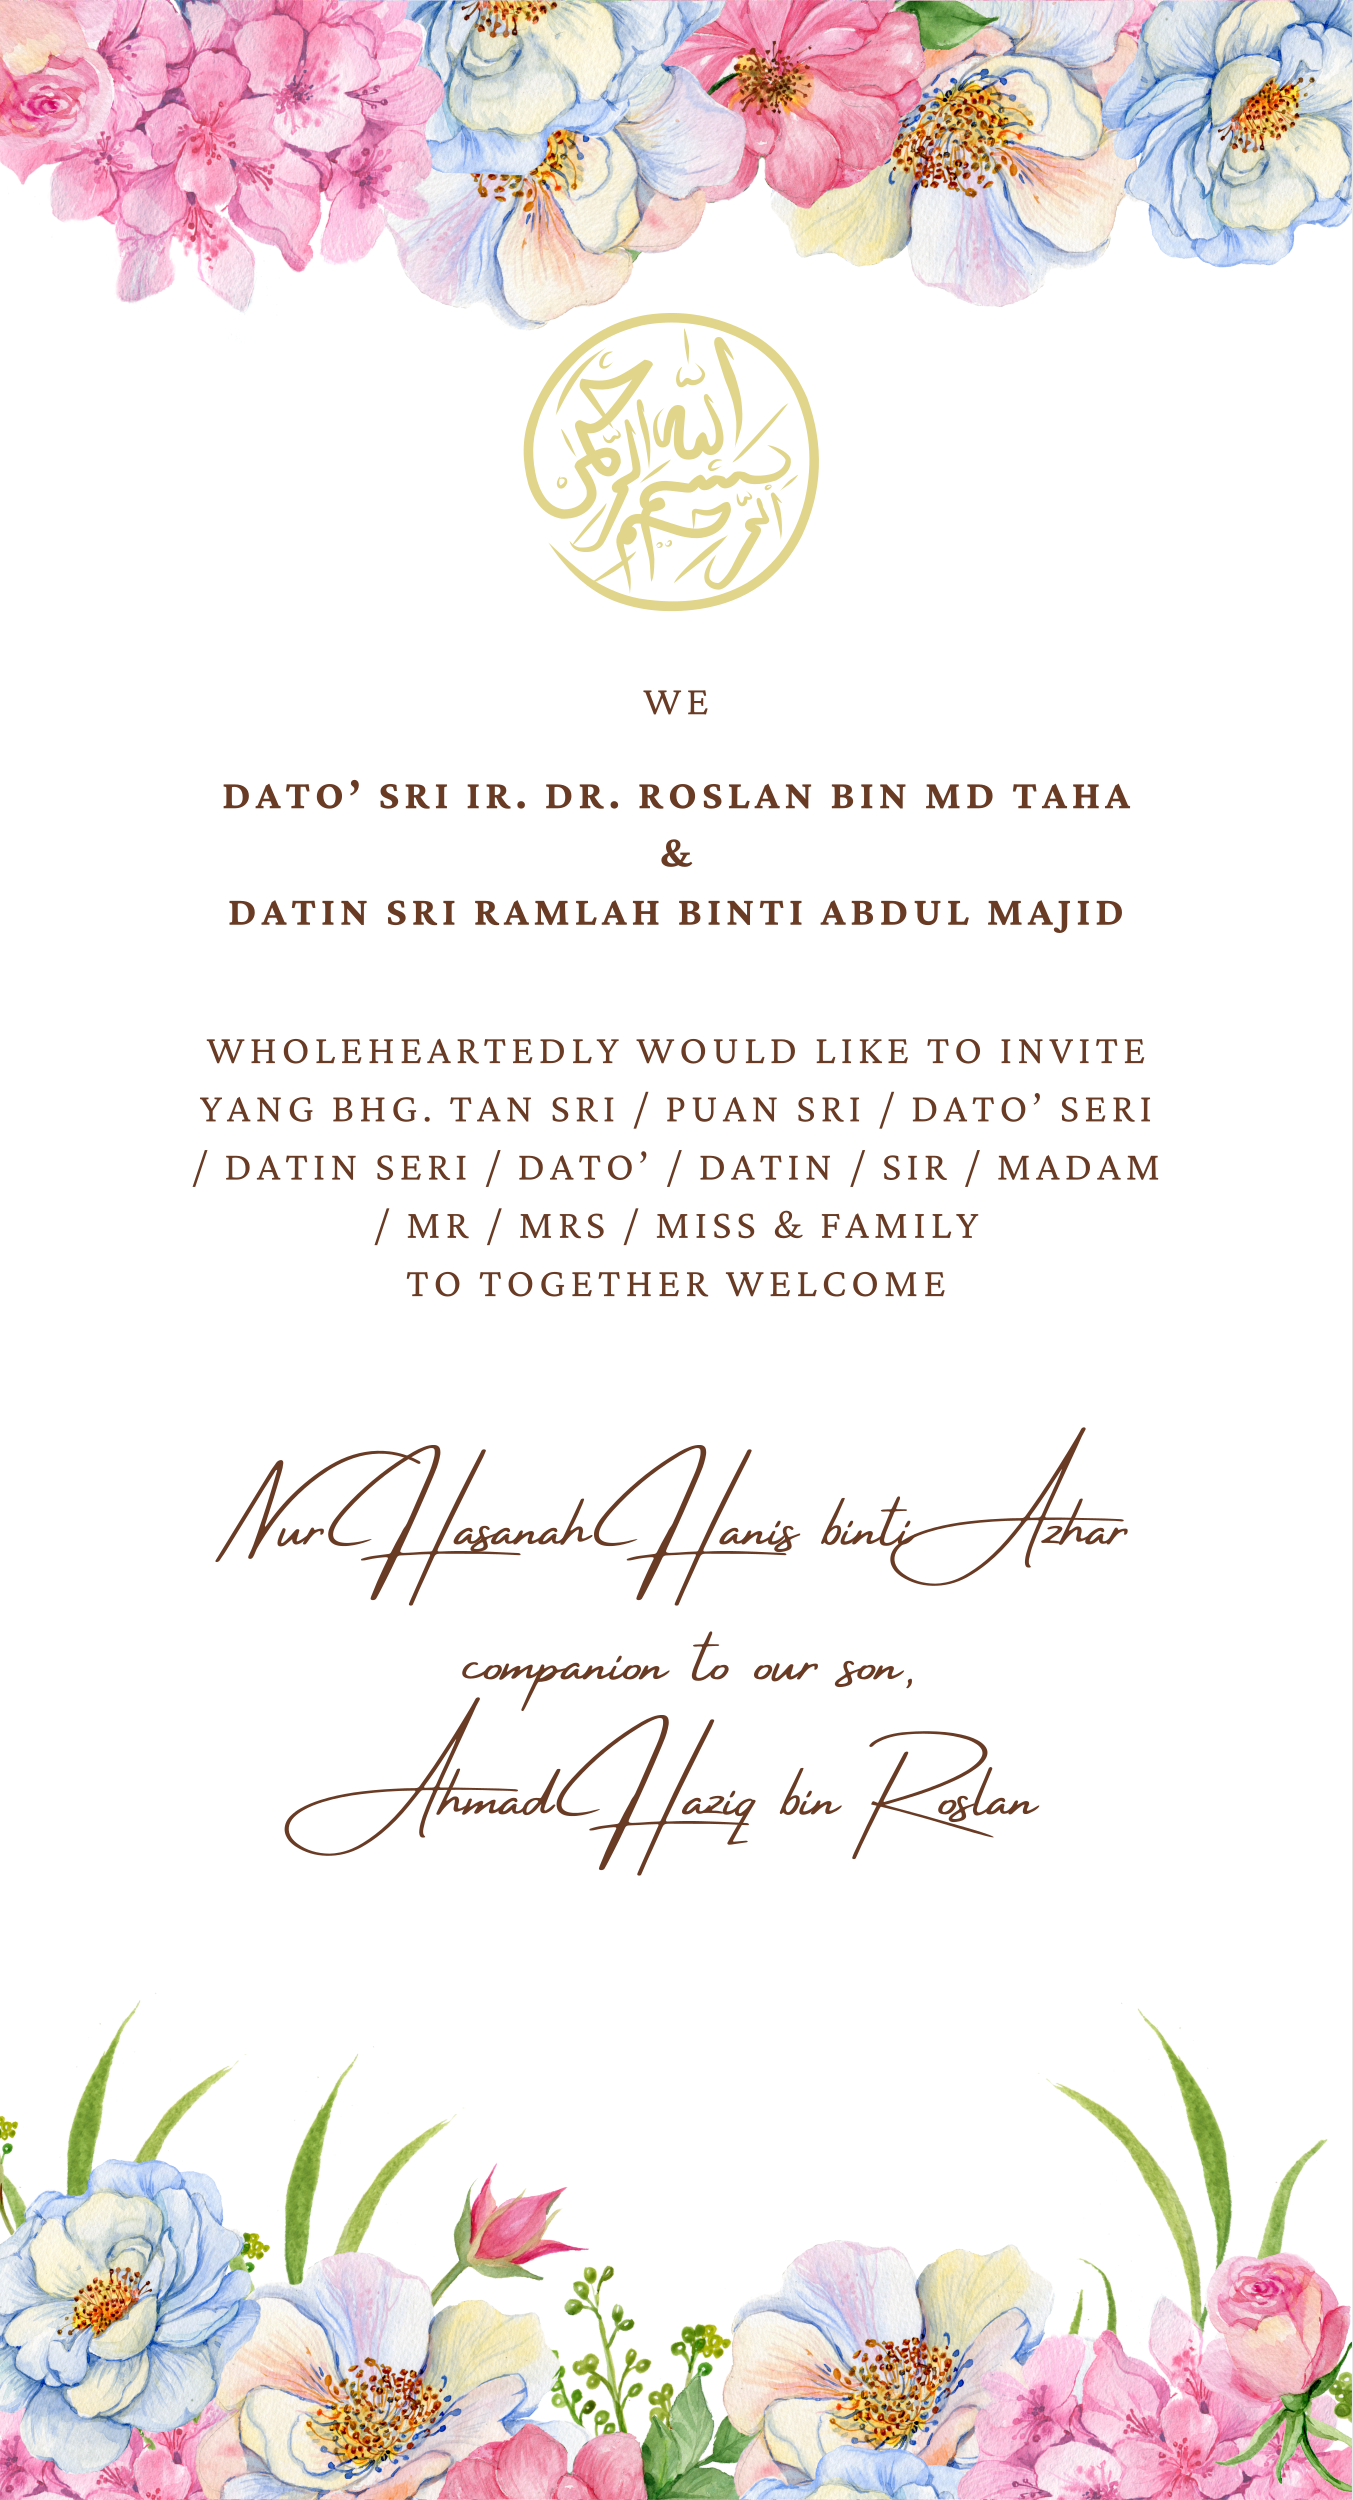 بسم الله الرحمن الرحيم
WE
DATO’ SRI IR. DR. ROSLAN BIN MD TAHA
&
DATIN SRI RAMLAH BINTI ABDUL MAJID
WHOLEHEARTEDLY WOULD LIKE TO INVITE
YANG BHG. TAN SRI / PUAN SRI / DATO’ SERI
/ DATIN SERI / DATO’ / DATIN / SIR / MADAM
/ MR / MRS / MISS & FAMILY
TO TOGETHER WELCOME
Nur Hasanah Hanis binti Azhar
companion to our son,
Ahmad Haziq bin Roslan